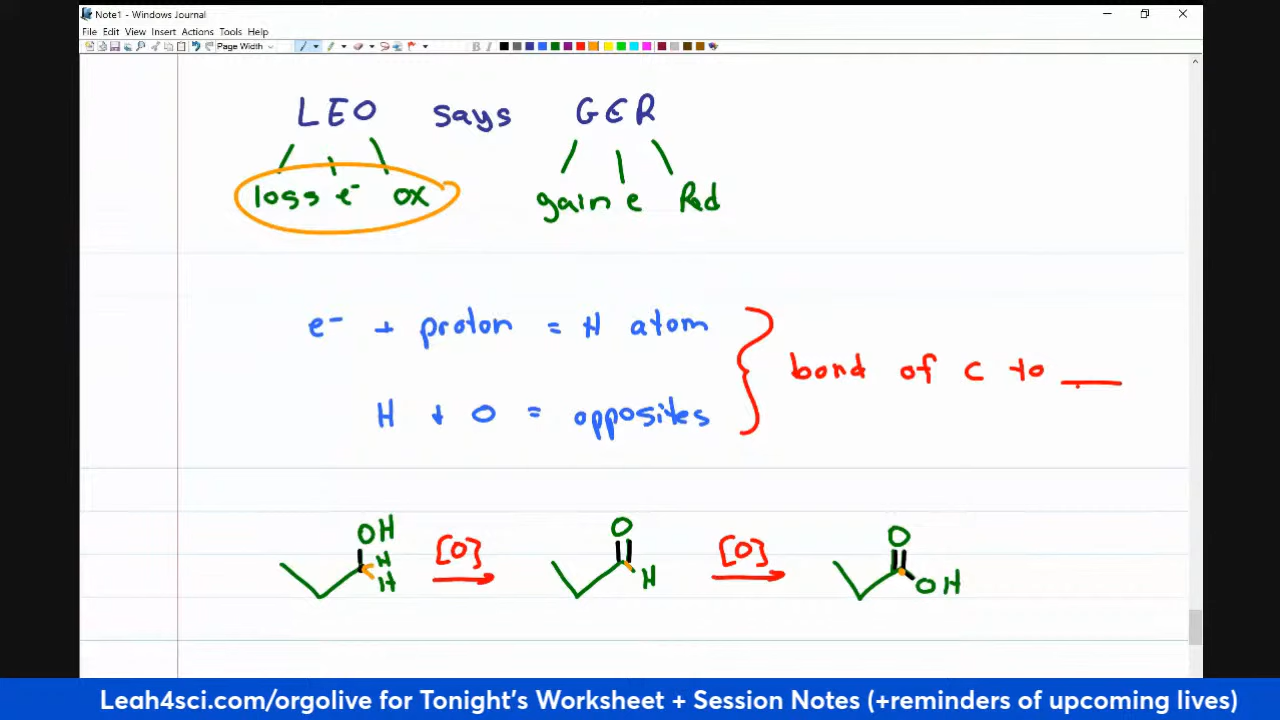 Note1 - Windows Journal
File Edit View Insert Actions Tools Help
Page Width B I
LEO says GER
loss e⁻ ox gain e Red
e⁻ + proton = H atom
bond of C to ___
H + O = opposites
OH H H [O] O H [O] O OH
Leah4sci.com/orgolive for Tonight's Worksheet + Session Notes (+reminders of upcoming lives)